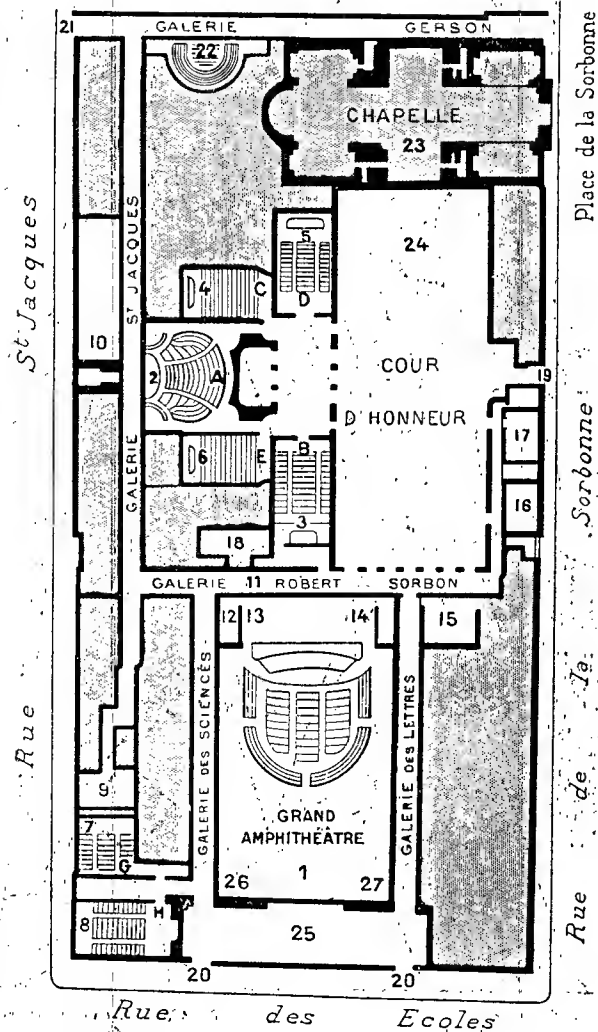 21 GALERIE GERSON
22
Place de la Sorbonne
CHAPELLE
23
St Jacques
ST JACQUES
5
24
4 C
D
10
2 A
COUR
19
D'HONNEUR
GALERIE
17
B
6 E
Sorbonne
16
3
18
GALERIE 11 ROBERT SORBON
12 13 14 15
GALERIE DES SCIENCES
GALERIE DES LETTRES
la
Rue
9
de
GRAND
AMPHITHÉÂTRE
7
G
1
26 27
8 H
25
Rue
20 20
Rue des Ecoles